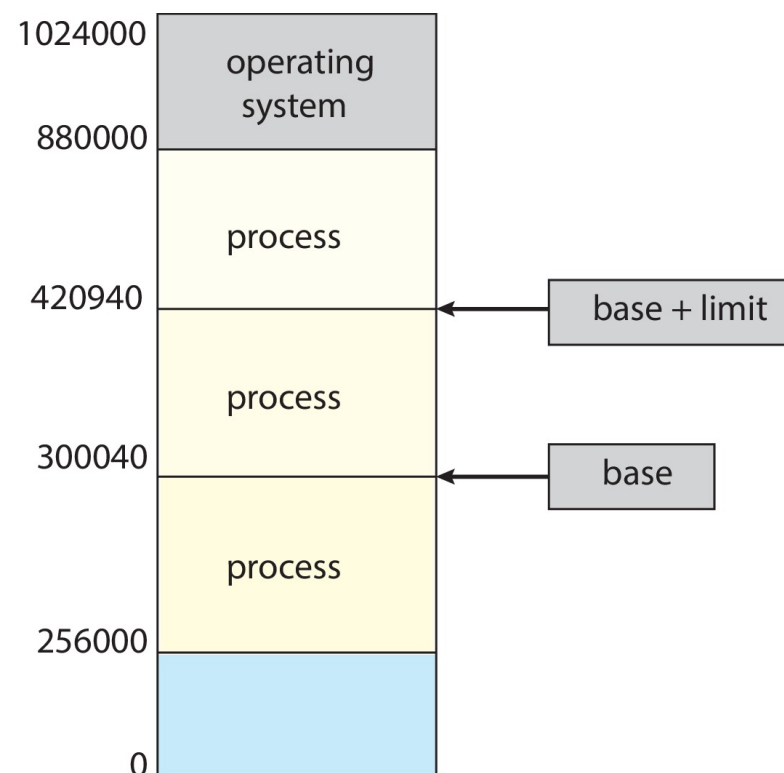 1024000
operating
system
880000
process
420940
base + limit
process
300040
base
process
256000
0